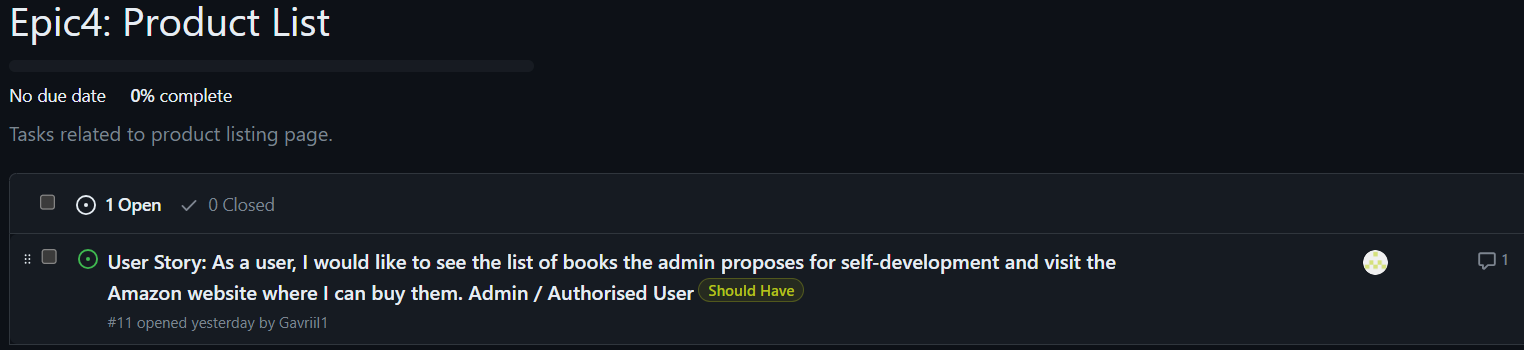 Epic4: Product List
No due date 0% complete
Tasks related to product listing page.
1 Open 0 Closed
User Story: As a user, I would like to see the list of books the admin proposes for self-development and visit the
Amazon website where I can buy them. Admin / Authorised User Should Have
1
#11 opened yesterday by Gavriil1